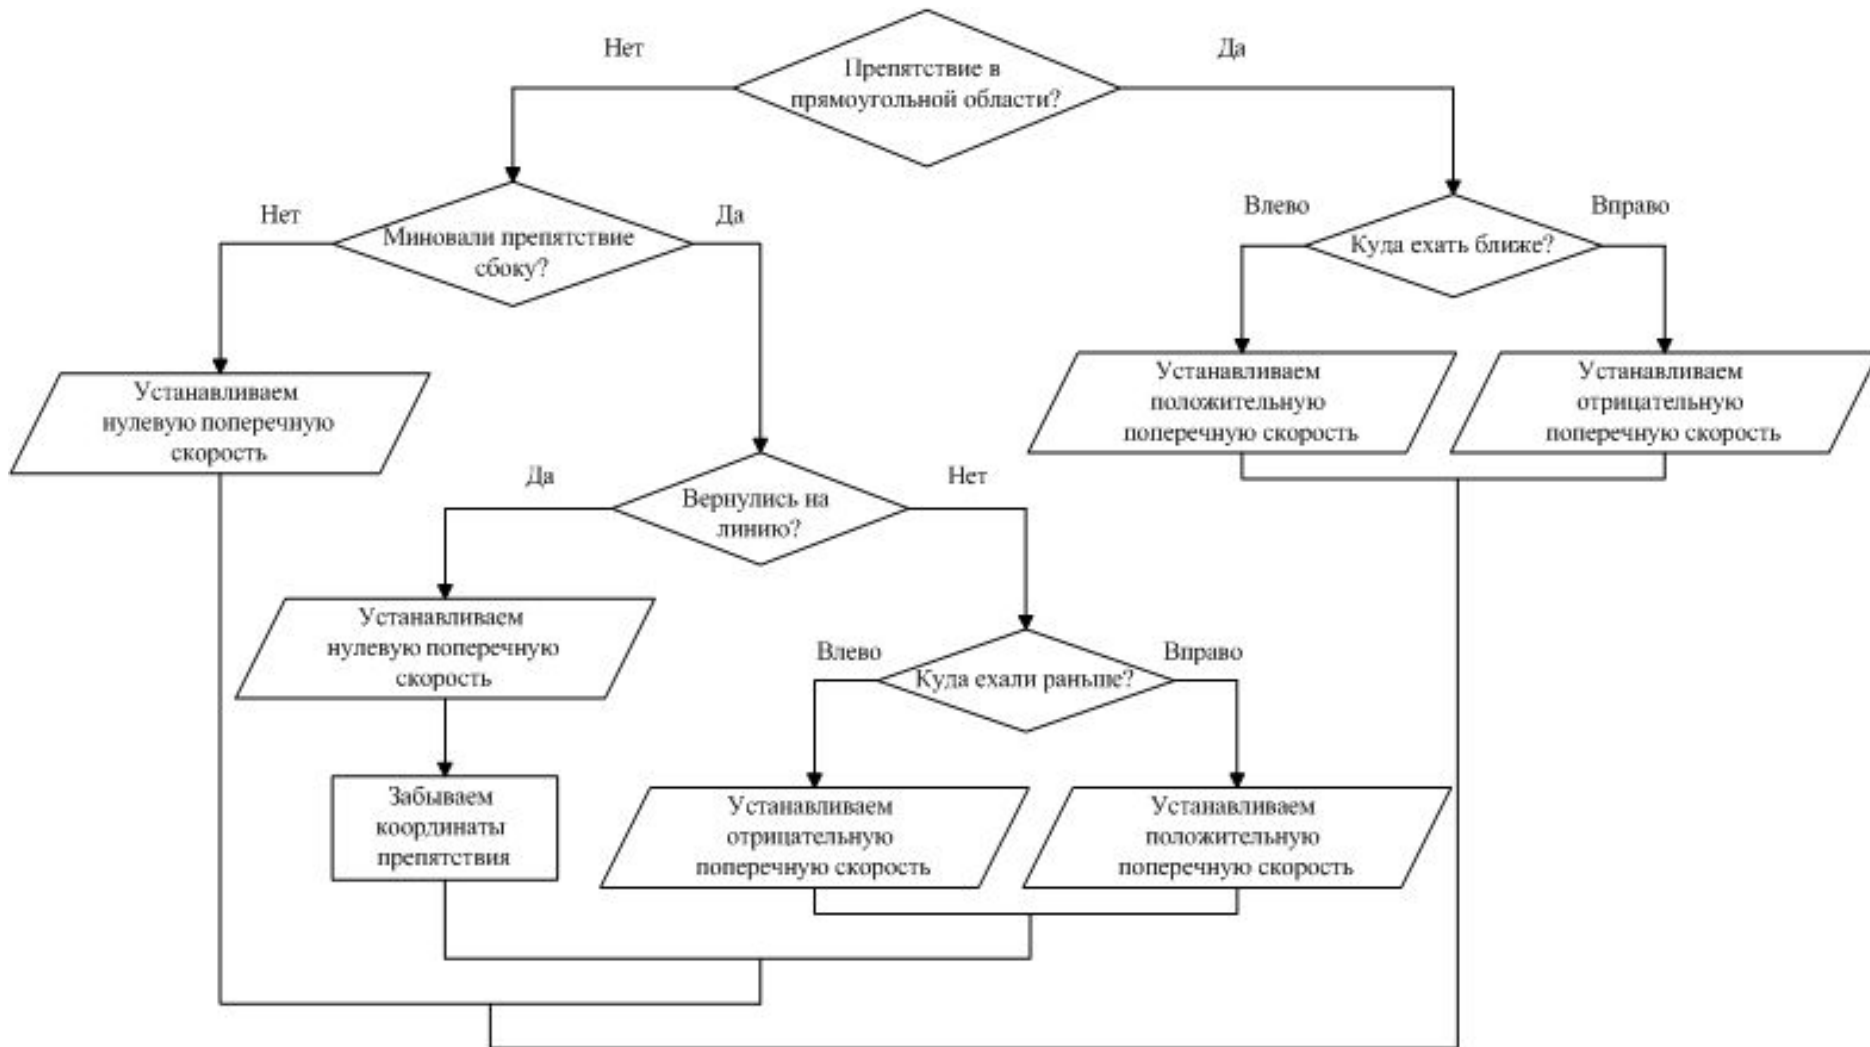 Нет
Да
Препятствие в
прямоугольной области?
Нет
Да
Миновали препятствие
сбоку?
Влево
Вправо
Куда ехать ближе?
Устанавливаем
нулевую поперечную
скорость
Устанавливаем
положительную
поперечную скорость
Устанавливаем
отрицательную
поперечную скорость
Да
Нет
Вернулись на
линию?
Устанавливаем
нулевую поперечную
скорость
Влево
Вправо
Куда ехали раньше?
Забываем
координаты
препятствия
Устанавливаем
отрицательную
поперечную скорость
Устанавливаем
положительную
поперечную скорость